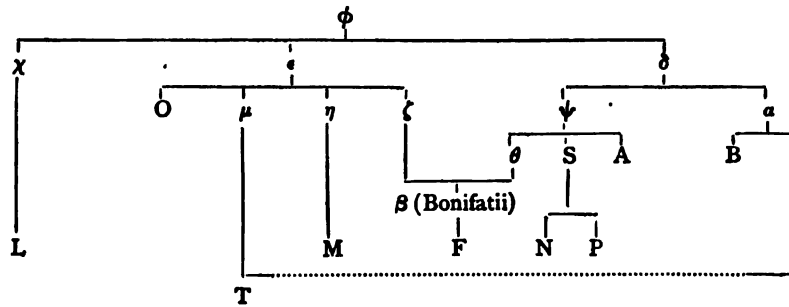 φ
χ ε δ
O μ η ζ ψ a
θ S A B
β (Bonifatii)
L M F N P
T